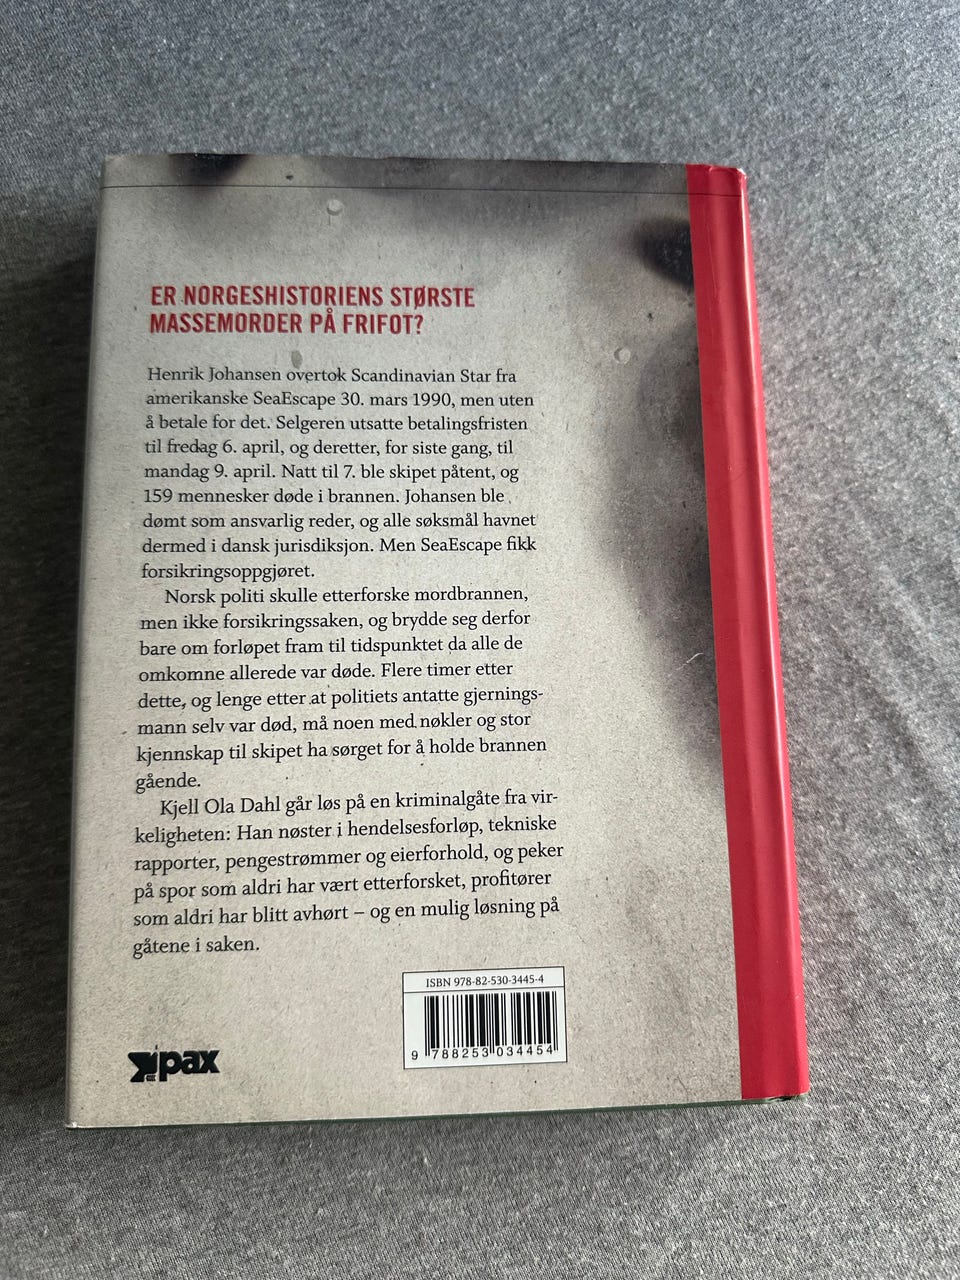 ER NORGESHISTORIENS STØRSTE
MASSEMORDER PÅ FRIFOT?
Henrik Johansen overtok Scandinavian Star fra
amerikanske SeaEscape 30. mars 1990, men uten
å betale for det. Selgeren utsatte betalingsfristen
til fredag 6. april, og deretter, for siste gang, til
mandag 9. april. Natt til 7. ble skipet påtent, og
159 mennesker døde i brannen. Johansen ble
dømt som ansvarlig reder, og alle søksmål havnet
dermed i dansk jurisdiksjon. Men SeaEscape fikk
forsikringsoppgjøret.
Norsk politi skulle etterforske mordbrannen,
men ikke forsikringssaken, og brydde seg derfor
bare om forløpet fram til tidspunktet da alle de
omkomne allerede var døde. Flere timer etter
dette, og lenge etter at politiets antatte gjernings-
mann selv var død, må noen med nøkler og stor
kjennskap til skipet ha sørget for å holde brannen
gående.
Kjell Ola Dahl går løs på en kriminalgåte fra vir-
keligheten: Han nøster i hendelsesforløp, tekniske
rapporter, pengestrømmer og eierforhold, og peker
på spor som aldri har vært etterforsket, profitører
som aldri har blitt avhørt – og en mulig løsning på
gåtene i saken.
ISBN 978-82-530-3445-4
9 788253 034454
pax